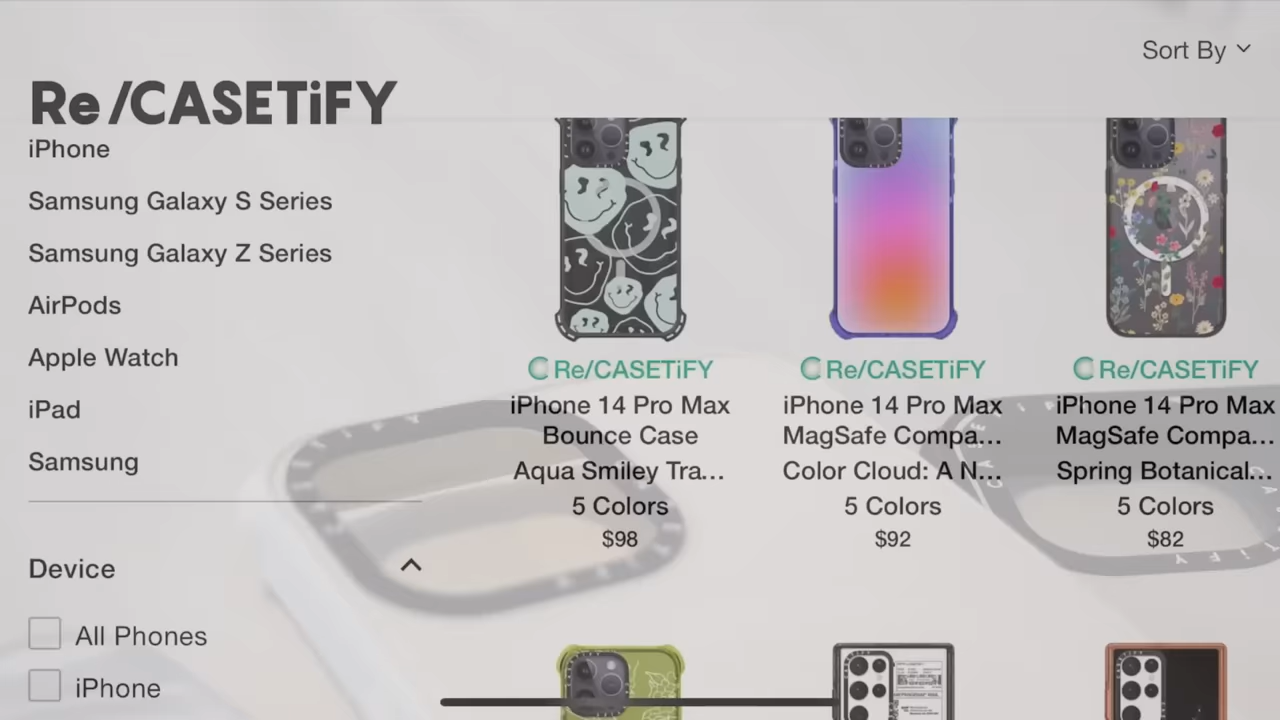 Sort By
Re/CASETiFY
iPhone
Samsung Galaxy S Series
Samsung Galaxy Z Series
AirPods
Apple Watch
iPad
Samsung
Device
All Phones
iPhone
Re/CASETiFY
iPhone 14 Pro Max
Bounce Case
Aqua Smiley Tra...
5 Colors
$98
Re/CASETiFY
iPhone 14 Pro Max
MagSafe Compa...
Color Cloud: A N...
5 Colors
$92
Re/CASETiFY
iPhone 14 Pro Max
MagSafe Compa...
Spring Botanical...
5 Colors
$82